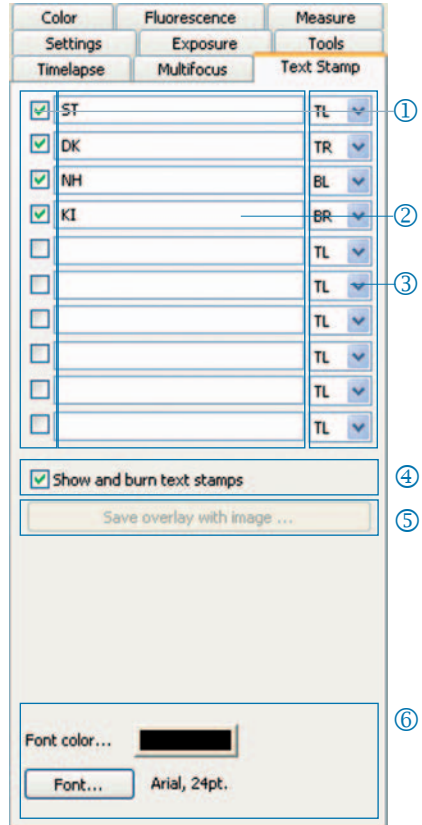 Color Fluorescence Measure
Settings Exposure Tools
Timelapse Multifocus Text Stamp
ST TL ①
DK TR
NH BL
KI BR ②
TL
TL ③
TL
TL
TL
TL
Show and burn text stamps ④
Save overlay with image ... ⑤
⑥
Font color...
Font... Arial, 24pt.